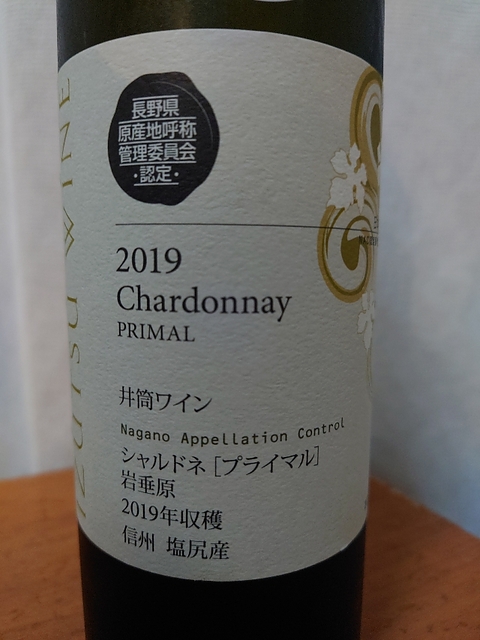 長野県
原産地呼称
管理委員会
・認定・
2019
Chardonnay
PRIMAL
井筒ワイン
Nagano Appellation Control
シャルドネ［プライマル］
岩垂原
2019年収穫
信州 塩尻産
IZUTSU WINE